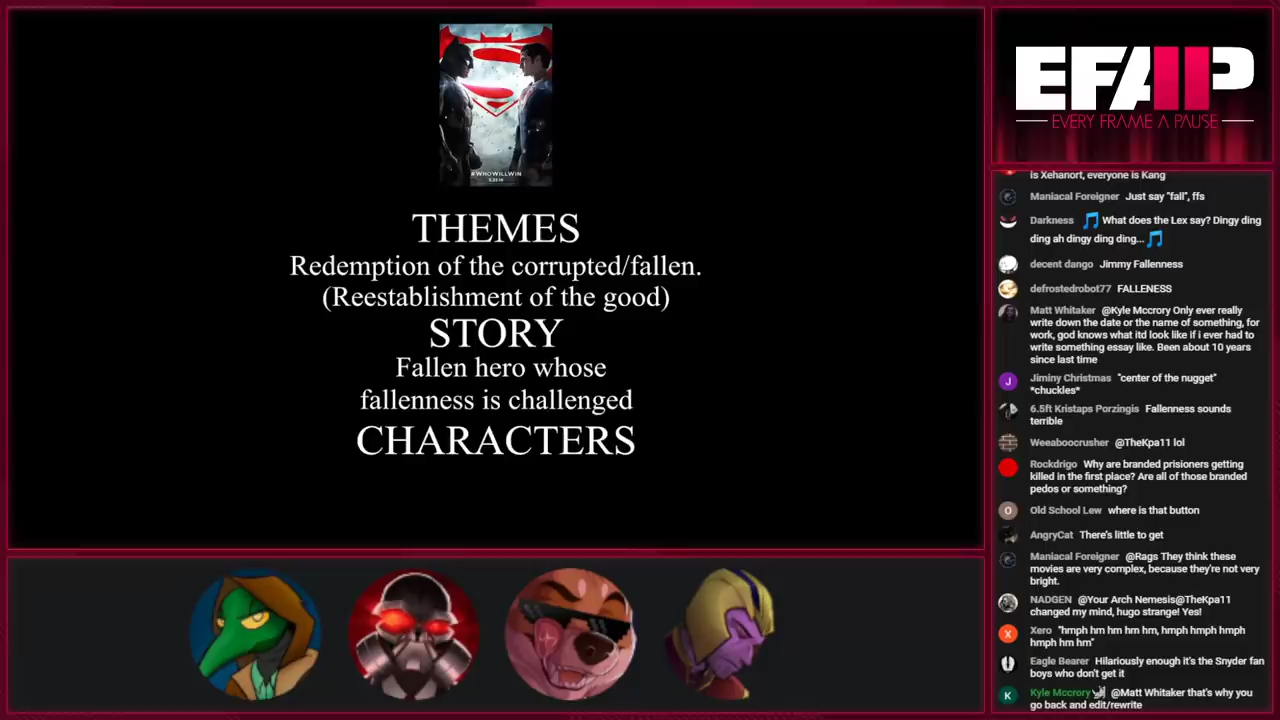 #WHOWILLWIN
THEMES
Redemption of the corrupted/fallen.
(Reestablishment of the good)
STORY
Fallen hero whose
fallenness is challenged
CHARACTERS
EFAP
EVERY FRAME A PAUSE
is Xehanort, everyone is Kang
Maniacal Foreigner Just say "fall", ffs
Darkness 🎵 What does the Lex say? Dingy ding
ding ah dingy ding ding... 🎵
decent dango Jimmy Fallenness
defrostedrobot77 FALLENESS
Matt Whitaker @Kyle Mccrory Only ever really
write down the date or the name of something, for
work, god knows what itd look like if i ever had to
write something essay like. Been about 10 years
since last time
J
Jiminy Christmas "center of the nugget"
*chuckles*
6.5ft Kristaps Porzingis Fallenness sounds
terrible
Weeaboocrusher @TheKpa11 lol
Rockdrigo Why are branded prisioners getting
killed in the first place? Are all of those branded
pedos or something?
O
Old School Lew where is that button
AngryCat There's little to get
Maniacal Foreigner @Rags They think these
movies are very complex, because they're not very
bright.
NADGEN @Your Arch Nemesis@TheKpa11
changed my mind, hugo strange! Yes!
X
Xero "hmph hm hm hm hm, hmph hmph hmph
hmph hm hm"
Eagle Bearer Hilariously enough it's the Snyder fan
boys who don't get it
K
Kyle Mccrory @Matt Whitaker that's why you
go back and edit/rewrite